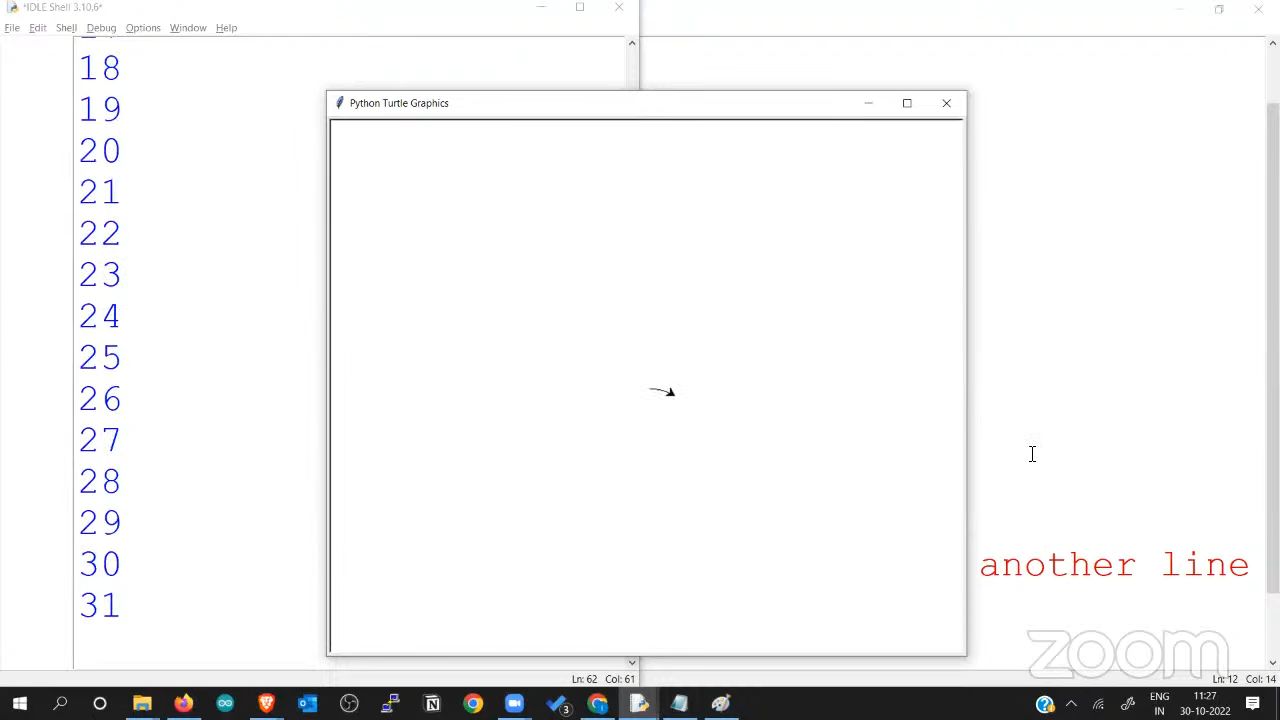 *IDLE Shell 3.10.6*
File Edit Shell Debug Options Window Help
18
19
20
21
22
23
24
25
26
27
28
29
30
31
Ln: 62 Col: 61
Python Turtle Graphics
another line
zoom
Ln: 12 Col: 14
3
ENG
IN
11:27
30-10-2022